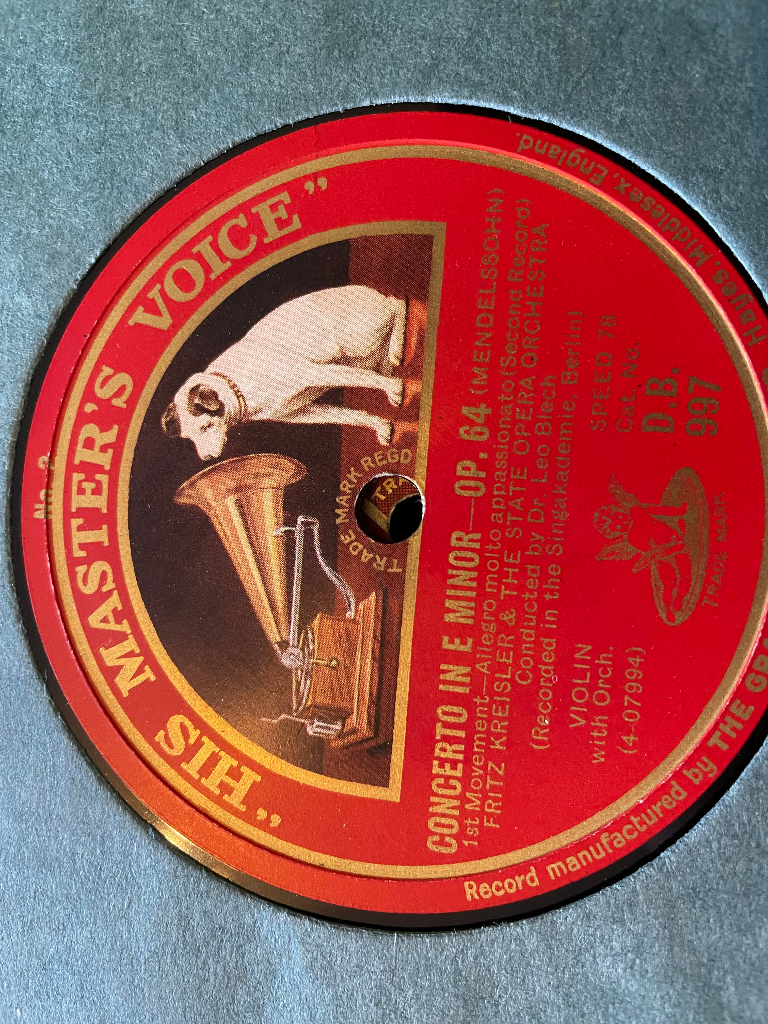 No. 2
"HIS MASTER'S VOICE"
TRADE MARK REGD
TRA
CONCERTO IN E MINOR—OP. 64 (MENDELSSOHN)
1st Movement—Allegro molto appassionato (Second Record)
FRITZ KREISLER & THE STATE OPERA ORCHESTRA
Conducted by Dr. Leo Blech
(Recorded in the Singakademie, Berlin)
VIOLIN
with Orch.
(4-07994)
SPEED 78
Cat. No.
D.B.
997
TRADE MARK
Record manufactured by THE GRA
Hayes, Middlesex, England.